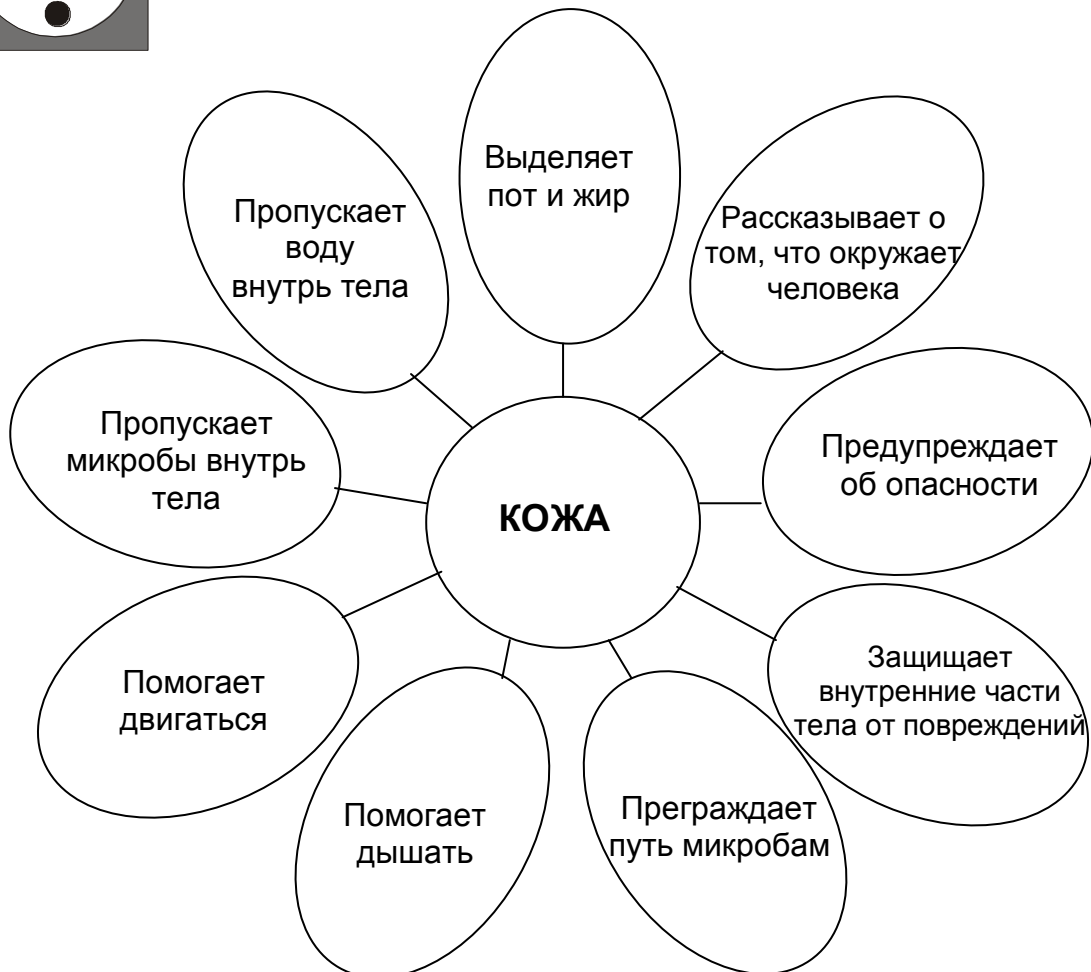 Выделяет
пот и жир
Рассказывает о
том, что окружает
человека
Пропускает
воду
внутрь тела
Пропускает
микробы внутрь
тела
Предупреждает
об опасности
КОЖА
Защищает
внутренние части
тела от повреждений
Помогает
двигаться
Помогает
дышать
Преграждает
путь микробам